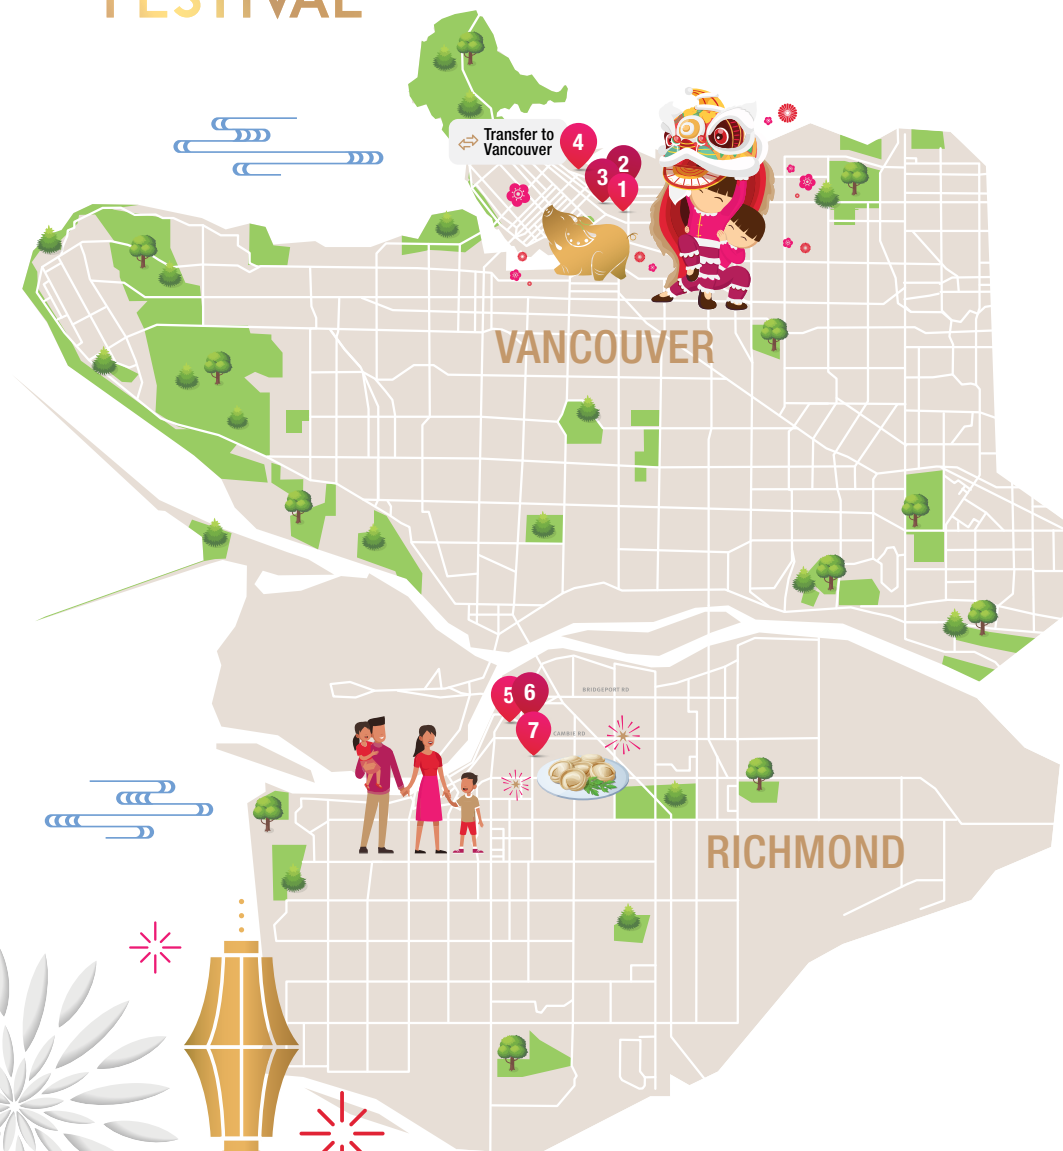 FESTIVAL
Transfer to
Vancouver
4
2
3
1
VANCOUVER
BRIDGEPORT RD
5
6
7
CAMBIE RD
RICHMOND